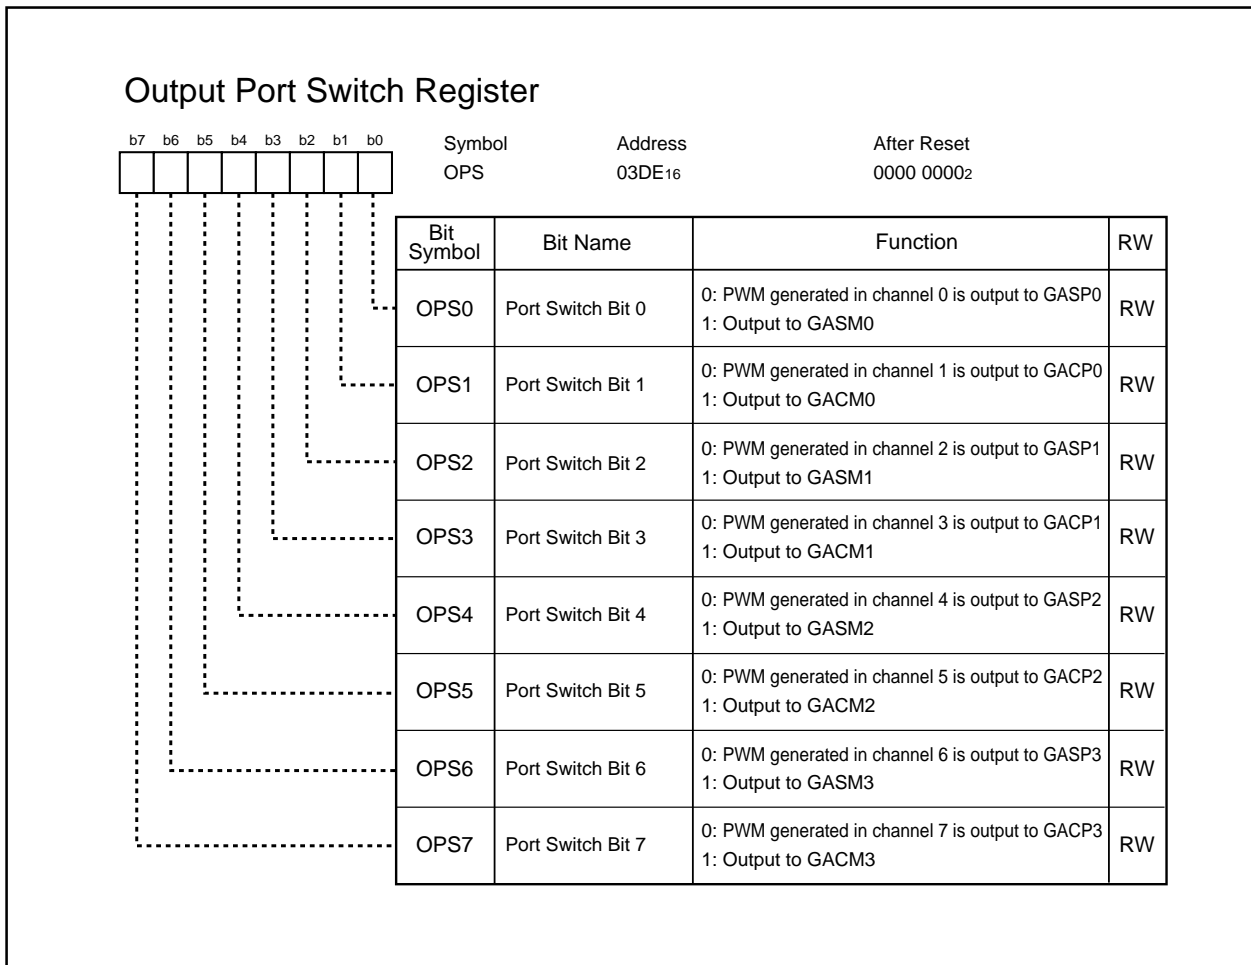 Output Port Switch Register
b7 b6 b5 b4 b3 b2 b1 b0
Symbol Address After Reset
OPS 03DE16 0000 00002
Bit Symbol Bit Name Function RW
OPS0 Port Switch Bit 0 0: PWM generated in channel 0 is output to GASP0 RW
1: Output to GASM0
OPS1 Port Switch Bit 1 0: PWM generated in channel 1 is output to GACP0 RW
1: Output to GACM0
OPS2 Port Switch Bit 2 0: PWM generated in channel 2 is output to GASP1 RW
1: Output to GASM1
OPS3 Port Switch Bit 3 0: PWM generated in channel 3 is output to GACP1 RW
1: Output to GACM1
OPS4 Port Switch Bit 4 0: PWM generated in channel 4 is output to GASP2 RW
1: Output to GASM2
OPS5 Port Switch Bit 5 0: PWM generated in channel 5 is output to GACP2 RW
1: Output to GACM2
OPS6 Port Switch Bit 6 0: PWM generated in channel 6 is output to GASP3 RW
1: Output to GASM3
OPS7 Port Switch Bit 7 0: PWM generated in channel 7 is output to GACP3 RW
1: Output to GACM3